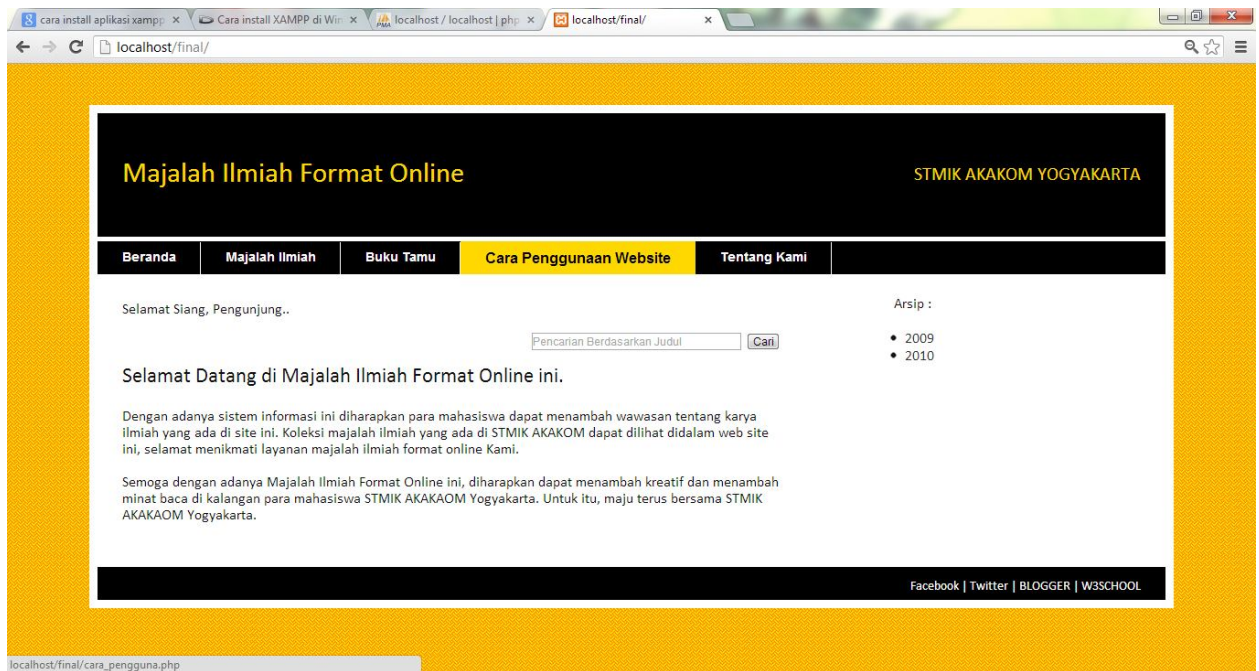 cara install aplikasi xampp
Cara install XAMPP di Win
localhost / localhost | php
localhost/final/
localhost/final/
Majalah Ilmiah Format Online
STMIK AKAKOM YOGYAKARTA
Beranda Majalah Ilmiah Buku Tamu Cara Penggunaan Website Tentang Kami
Selamat Siang, Pengunjung..
Pencarian Berdasarkan Judul Cari
Selamat Datang di Majalah Ilmiah Format Online ini.
Dengan adanya sistem informasi ini diharapkan para mahasiswa dapat menambah wawasan tentang karya
ilmiah yang ada di site ini. Koleksi majalah ilmiah yang ada di STMIK AKAKOM dapat dilihat didalam web site
ini, selamat menikmati layanan majalah ilmiah format online Kami.
Semoga dengan adanya Majalah Ilmiah Format Online ini, diharapkan dapat menambah kreatif dan menambah
minat baca di kalangan para mahasiswa STMIK AKAKAOM Yogyakarta. Untuk itu, maju terus bersama STMIK
AKAKAOM Yogyakarta.
Arsip :
2009
2010
Facebook | Twitter | BLOGGER | W3SCHOOL
localhost/final/cara_pengguna.php